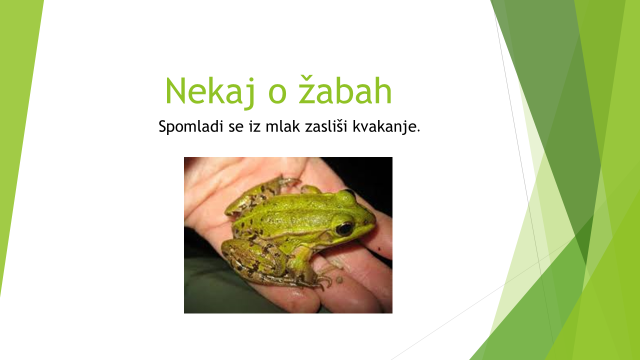 Nekaj o žabah
Spomladi se iz mlak zasliši kvakanje.